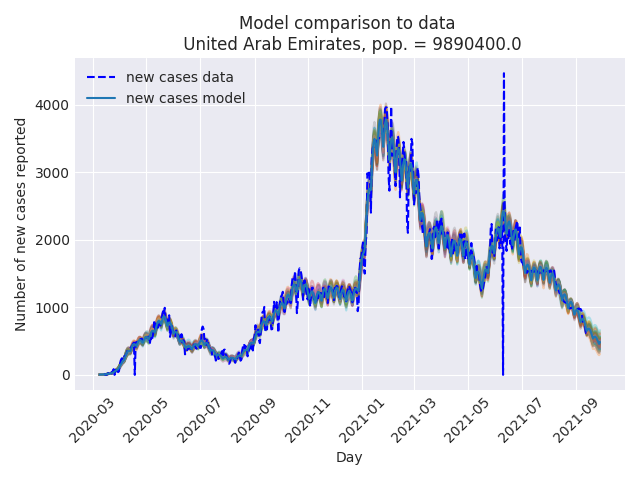 Model comparison to data
United Arab Emirates, pop. = 9890400.0
new cases data
new cases model
Number of new cases reported
4000
3000
2000
1000
0
2020-03
2020-05
2020-07
2020-09
2020-11
2021-01
2021-03
2021-05
2021-07
2021-09
Day